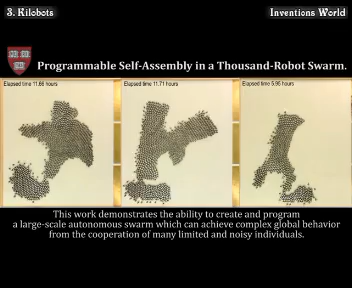 3. Kilobots
Inventions World
Programmable Self-Assembly in a Thousand-Robot Swarm.
Elapsed time 11.66 hours
Elapsed time 11.71 hours
Elapsed time 5.95 hours
This work demonstrates the ability to create and program
a large-scale autonomous swarm which can achieve complex global behavior
from the cooperation of many limited and noisy individuals.